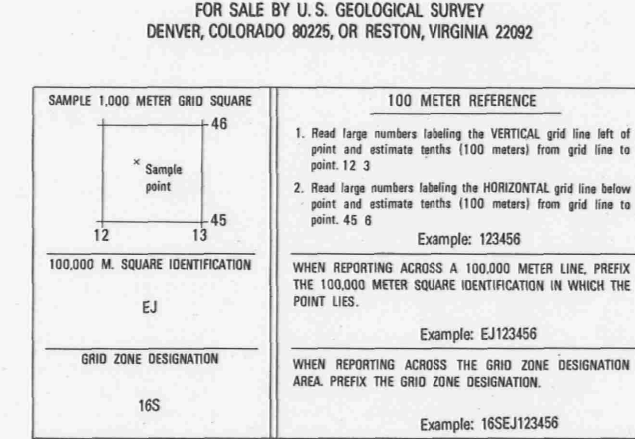 FOR SALE BY U. S. GEOLOGICAL SURVEY
DENVER, COLORADO 80225, OR RESTON, VIRGINIA 22092
SAMPLE 1,000 METER GRID SQUARE
46
× Sample
point
45
12 13
100,000 M. SQUARE IDENTIFICATION
EJ
GRID ZONE DESIGNATION
16S
100 METER REFERENCE
1. Read large numbers labeling the VERTICAL grid line left of
point and estimate tenths (100 meters) from grid line to
point. 12 3
2. Read large numbers labeling the HORIZONTAL grid line below
point and estimate tenths (100 meters) from grid line to
point. 45 6
Example: 123456
WHEN REPORTING ACROSS A 100,000 METER LINE, PREFIX
THE 100,000 METER SQUARE IDENTIFICATION IN WHICH THE
POINT LIES.
Example: EJ123456
WHEN REPORTING ACROSS THE GRID ZONE DESIGNATION
AREA. PREFIX THE GRID ZONE DESIGNATION.
Example: 16SEJ123456